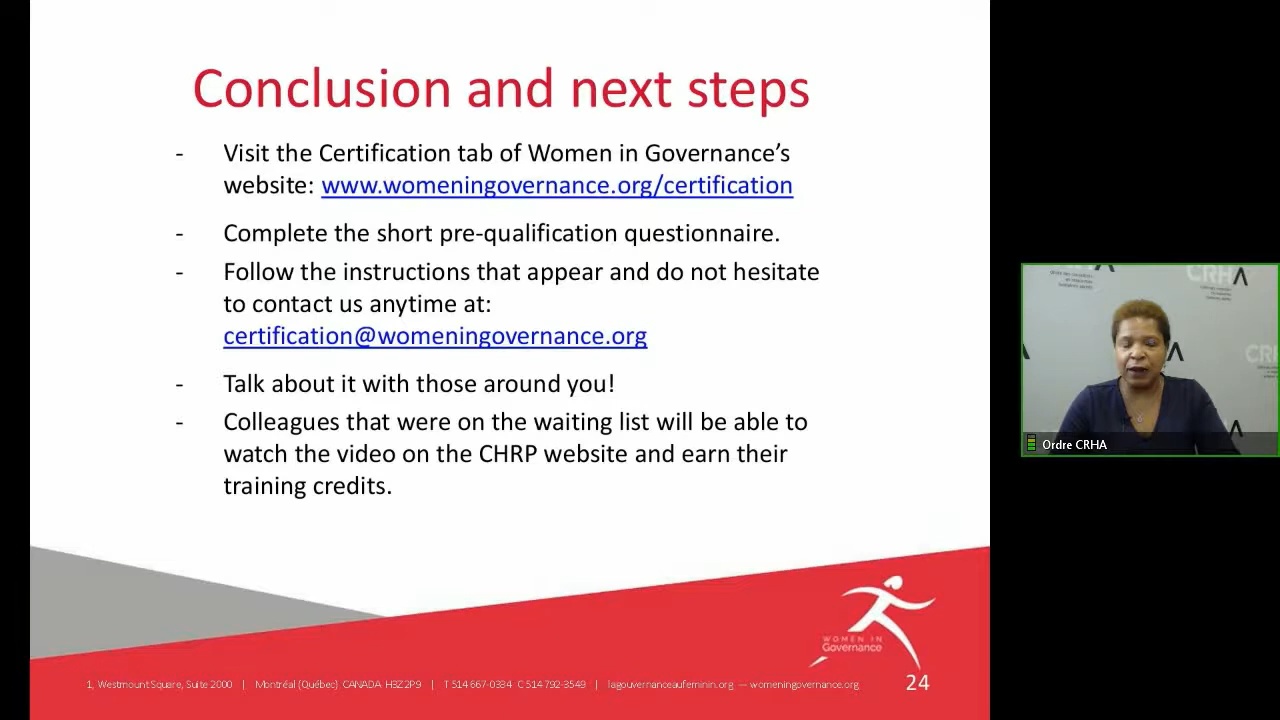 Conclusion and next steps
- Visit the Certification tab of Women in Governance’s
website: www.womeningovernance.org/certification
- Complete the short pre-qualification questionnaire.
- Follow the instructions that appear and do not hesitate
to contact us anytime at:
certification@womeningovernance.org
- Talk about it with those around you!
- Colleagues that were on the waiting list will be able to
watch the video on the CHRP website and earn their
training credits.
WOMEN IN
Governance
1, Westmount Square, Suite 2000 | Montréal (Québec) CANADA H3Z 2P9 | T 514 667-0384 C 514 792-3549 | lagouvernanceaufeminin.org — womeningovernance.org
24
CRHA
CRH
Ordre CRHA